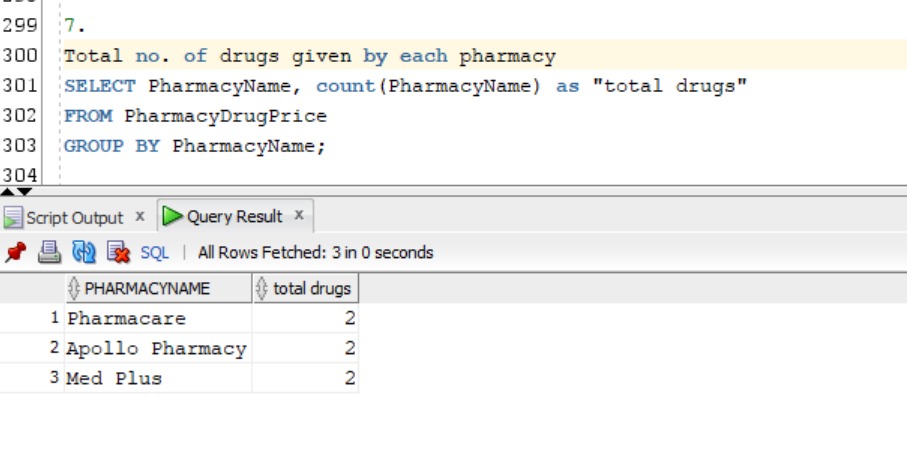 299 7.
300 Total no. of drugs given by each pharmacy
301 SELECT PharmacyName, count(PharmacyName) as "total drugs"
302 FROM PharmacyDrugPrice
303 GROUP BY PharmacyName;
304
Script Output x Query Result x
SQL | All Rows Fetched: 3 in 0 seconds
PHARMACYNAME total drugs
1 Pharmacare 2
2 Apollo Pharmacy 2
3 Med Plus 2